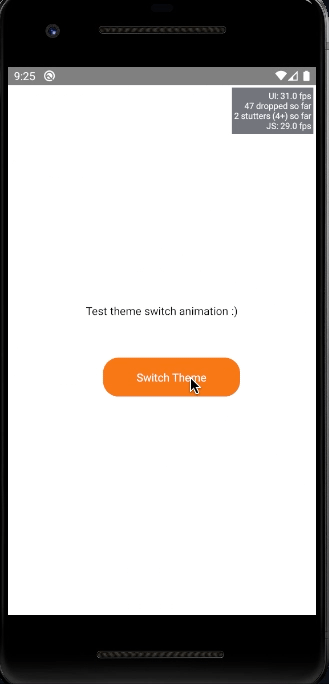 9:25
UI: 31.0 fps
47 dropped so far
2 stutters (4+) so far
JS: 29.0 fps
Test theme switch animation :)
Switch Theme